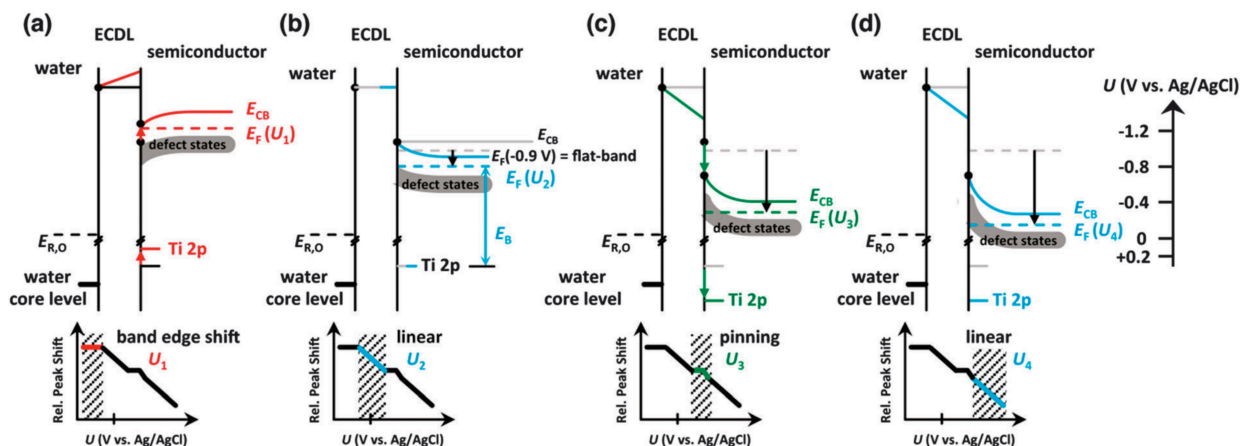 (a)
ECDL
semiconductor
water
E_CB
E_F (U_1)
defect states
E_R,O
Ti 2p
water
core level
band edge shift
U_1
Rel. Peak Shift
U (V vs. Ag/AgCl)
(b)
ECDL
semiconductor
water
E_CB
E_F(-0.9 V) = flat-band
E_F (U_2)
defect states
E_B
E_R,O
Ti 2p
water
core level
linear
U_2
Rel. Peak Shift
U (V vs. Ag/AgCl)
(c)
ECDL
semiconductor
water
E_CB
E_F (U_3)
defect states
E_R,O
Ti 2p
water
core level
pinning
U_3
Rel. Peak Shift
U (V vs. Ag/AgCl)
(d)
ECDL
semiconductor
water
E_CB
E_F (U_4)
defect states
E_R,O
Ti 2p
water
core level
linear
U_4
Rel. Peak Shift
U (V vs. Ag/AgCl)
U (V vs. Ag/AgCl)
-1.2
-0.8
-0.4
0
+0.2